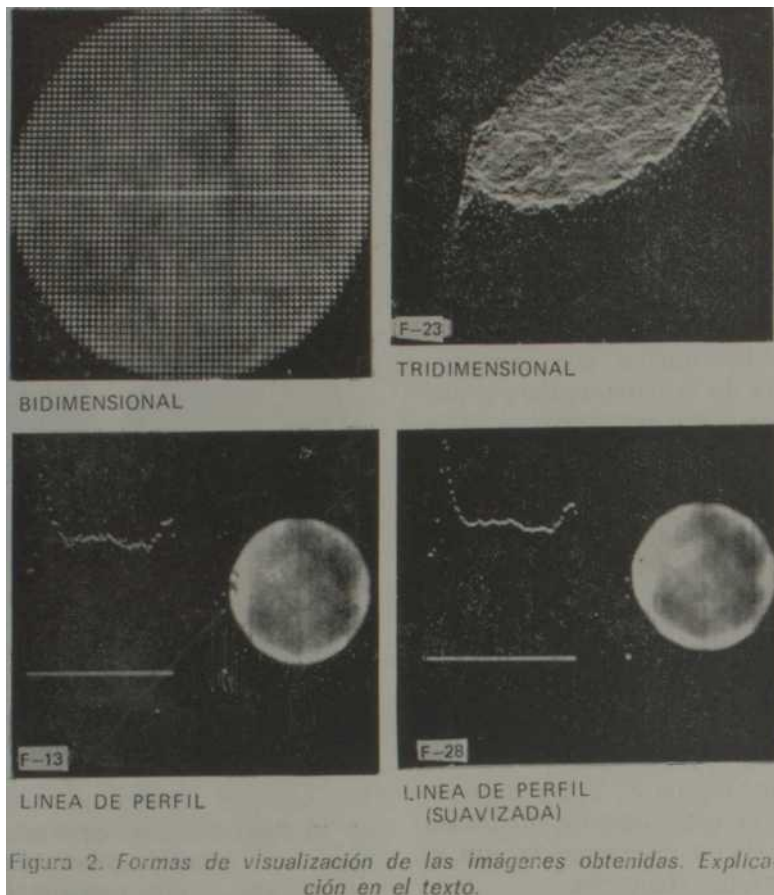 F-23
BIDIMENSIONAL
TRIDIMENSIONAL
F-13
F-28
LINEA DE PERFIL
LINEA DE PERFIL
(SUAVIZADA)
Figura 2. Formas de visualización de las imágenes obtenidas. Explica-
ción en el texto.